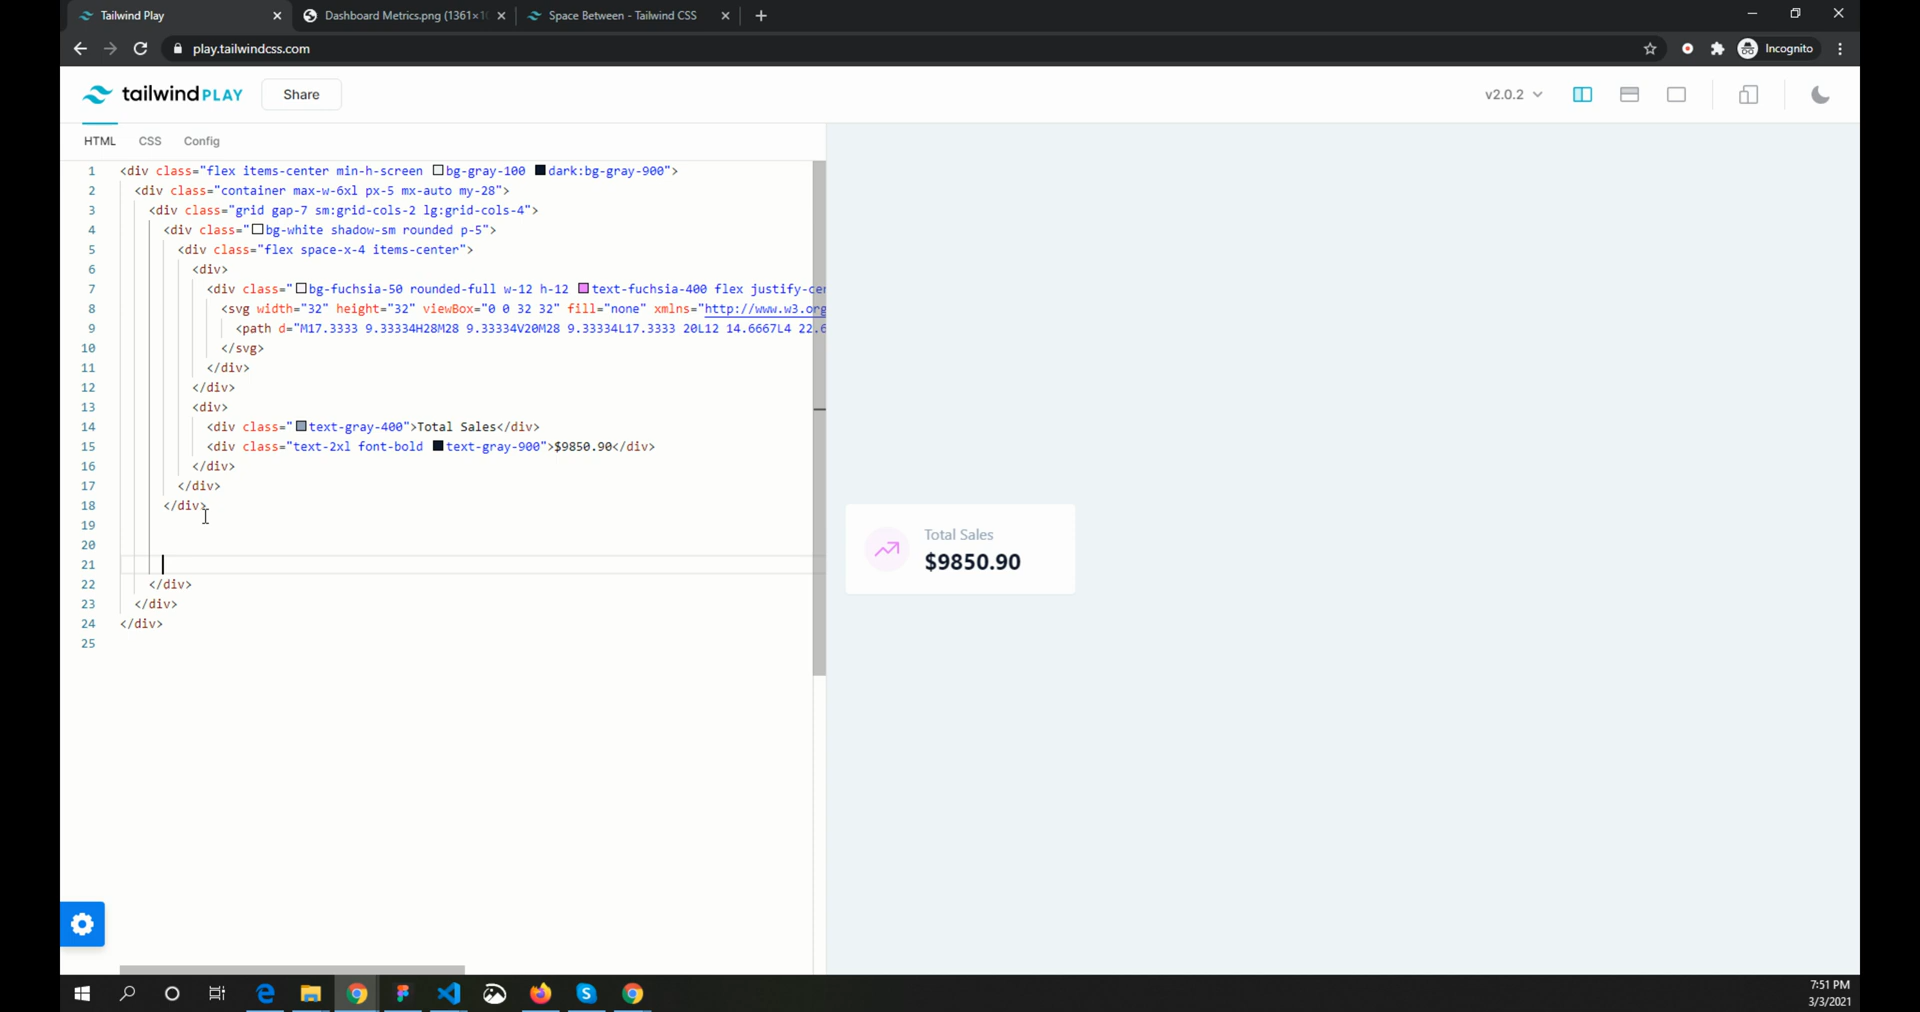 Tailwind Play
Dashboard Metrics.png (1361×10
Space Between - Tailwind CSS
play.tailwindcss.com
Incognito
tailwind PLAY
Share
v2.0.2
HTML CSS Config
1 <div class="flex items-center min-h-screen bg-gray-100 dark:bg-gray-900">
2 <div class="container max-w-6xl px-5 mx-auto my-28">
3 <div class="grid gap-7 sm:grid-cols-2 lg:grid-cols-4">
4 <div class="bg-white shadow-sm rounded p-5">
5 <div class="flex space-x-4 items-center">
6 <div>
7 <div class="bg-fuchsia-50 rounded-full w-12 h-12 text-fuchsia-400 flex justify-cen
8 <svg width="32" height="32" viewBox="0 0 32 32" fill="none" xmlns="http://www.w3.org
9 <path d="M17.3333 9.33334H28M28 9.33334V20M28 9.33334L17.3333 20L12 14.6667L4 22.6
10 </svg>
11 </div>
12 </div>
13 <div>
14 <div class="text-gray-400">Total Sales</div>
15 <div class="text-2xl font-bold text-gray-900">$9850.90</div>
16 </div>
17 </div>
18 </div>
19
20
21
22 </div>
23 </div>
24 </div>
25
Total Sales
$9850.90
7:51 PM
3/3/2021